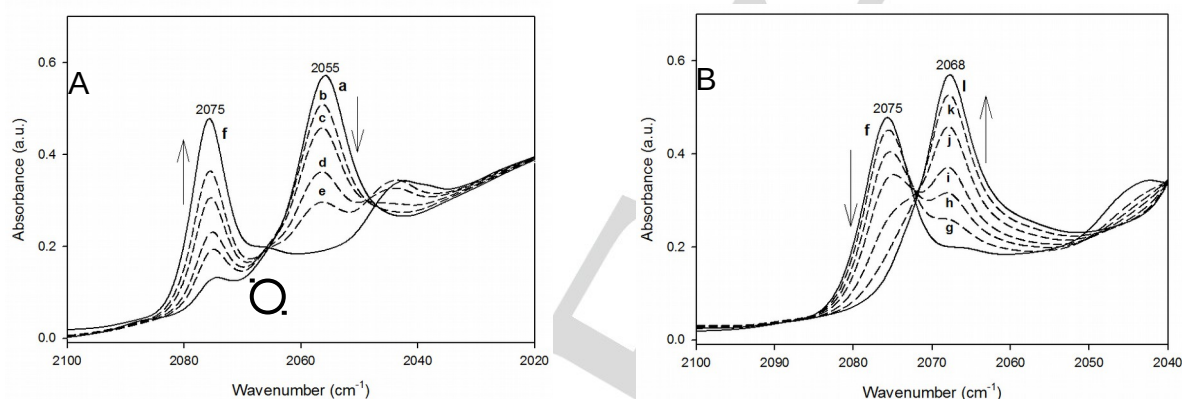 A
2055
a
b
2075
c
f
d
e
Absorbance (a.u.)
0.6
0.4
0.2
0.0
2100
2080
2060
2040
2020
Wavenumber (cm⁻¹)
B
2068
l
k
2075
f
j
i
h
g
Absorbance (a.u.)
0.6
0.4
0.2
0.0
2100
2090
2080
2070
2060
2050
2040
Wavenumber (cm⁻¹)